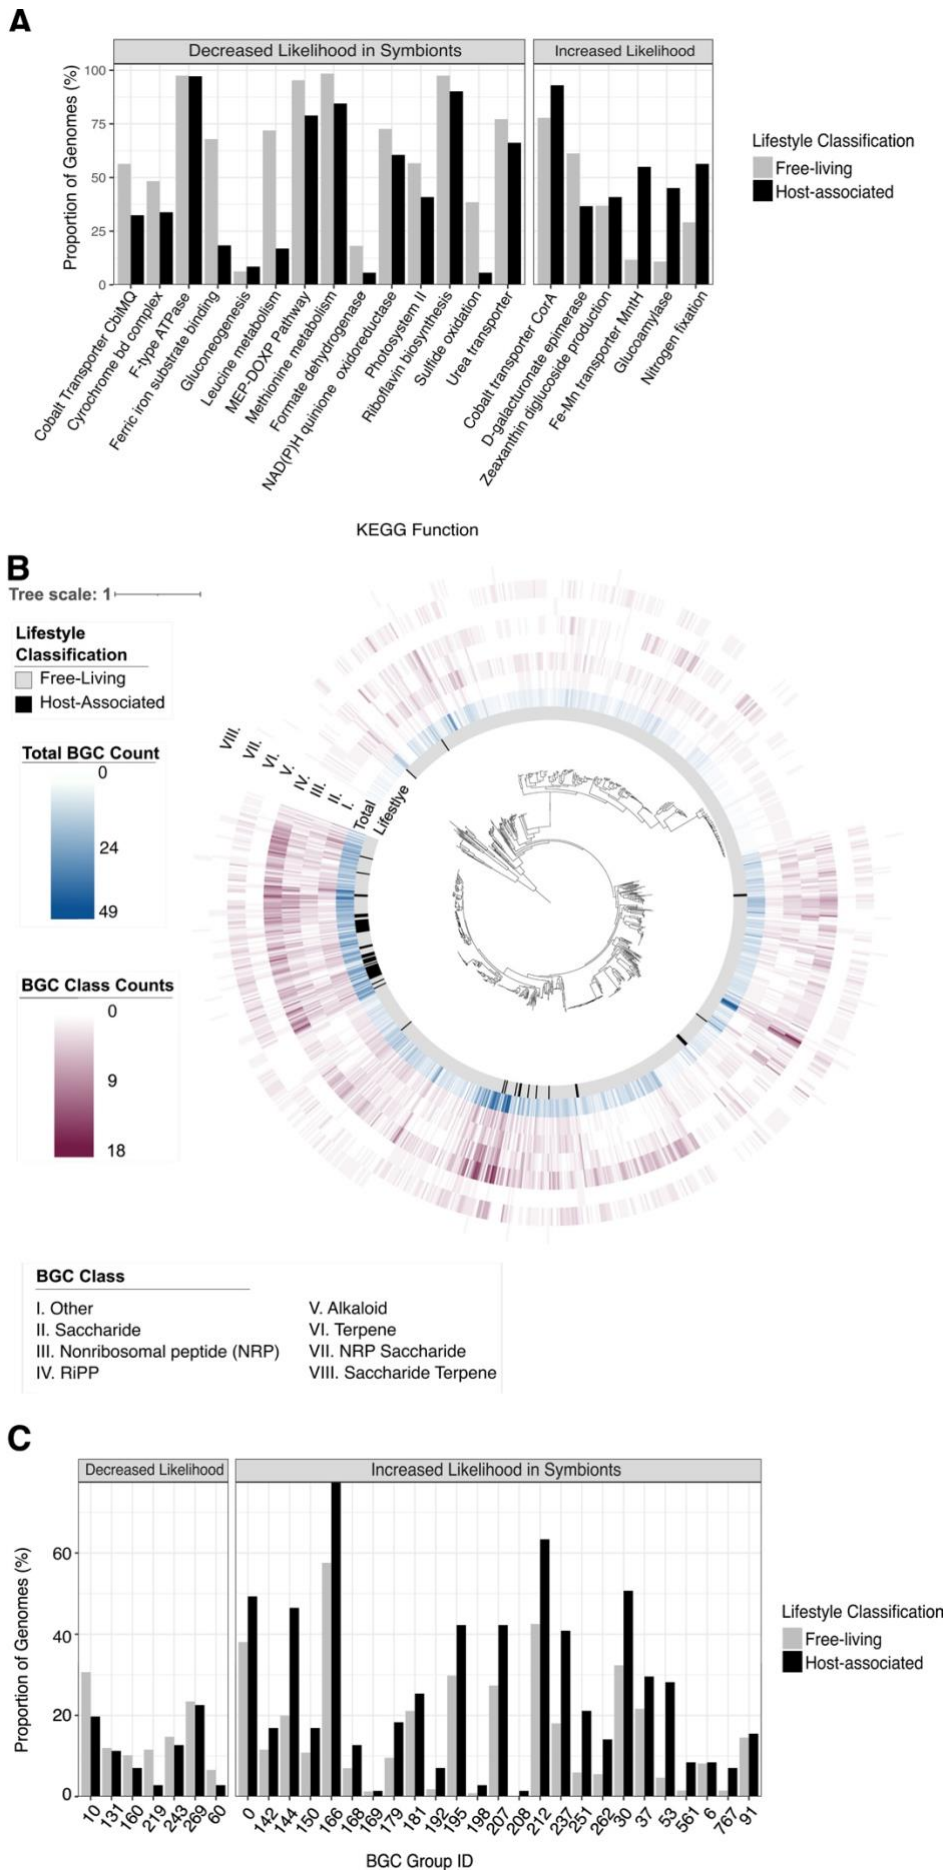 A
Decreased Likelihood in Symbionts
Increased Likelihood
Proportion of Genomes (%)
100
75
50
25
0
Cobalt Transporter CbiMQ
Cyrochrome bd complex
F-type ATPase
Ferric iron substrate binding
Gluconeogenesis
Leucine metabolism
MEP-DOXP Pathway
Methionine metabolism
Formate dehydrogenase
NAD(P)H quinione oxidoreductase
Photosystem II
Riboflavin biosynthesis
Sulfide oxidation
Urea transporter
Cobalt transporter CorA
D-galacturonate epimerase
Zeaxanthin diglucoside production
Fe-Mn transporter MntH
Glucoamylase
Nitrogen fixation
KEGG Function
Lifestyle Classification
Free-living
Host-associated
B
Tree scale: 1
Lifestyle
Classification
Free-Living
Host-Associated
Total BGC Count
0
24
49
BGC Class Counts
0
9
18
VIII.
VII.
VI.
V.
IV.
III.
II.
I.
Total
Lifestlye
BGC Class
I. Other
II. Saccharide
III. Nonribosomal peptide (NRP)
IV. RiPP
V. Alkaloid
VI. Terpene
VII. NRP Saccharide
VIII. Saccharide Terpene
C
Decreased Likelihood
Increased Likelihood in Symbionts
Proportion of Genomes (%)
60
40
20
0
10
131
160
219
243
269
60
0
142
144
150
166
168
169
179
181
192
195
198
207
208
212
237
251
262
30
37
53
561
6
767
91
BGC Group ID
Lifestyle Classification
Free-living
Host-associated